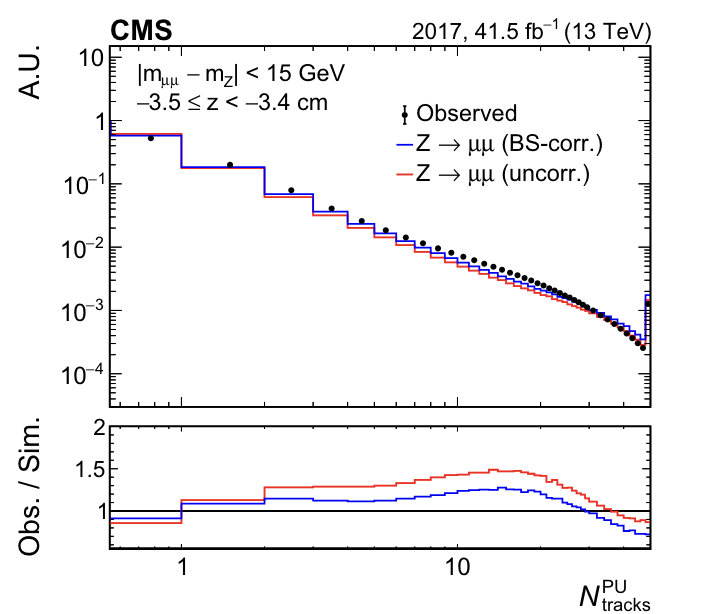 CMS 2017, 41.5 fb⁻¹ (13 TeV)
A.U.
|m_μμ − m_Z| < 15 GeV
−3.5 ≤ z < −3.4 cm
Observed
Z → μμ (BS-corr.)
Z → μμ (uncorr.)
10
1
10⁻¹
10⁻²
10⁻³
10⁻⁴
Obs. / Sim.
2
1.5
1
1 10
N^PU_tracks